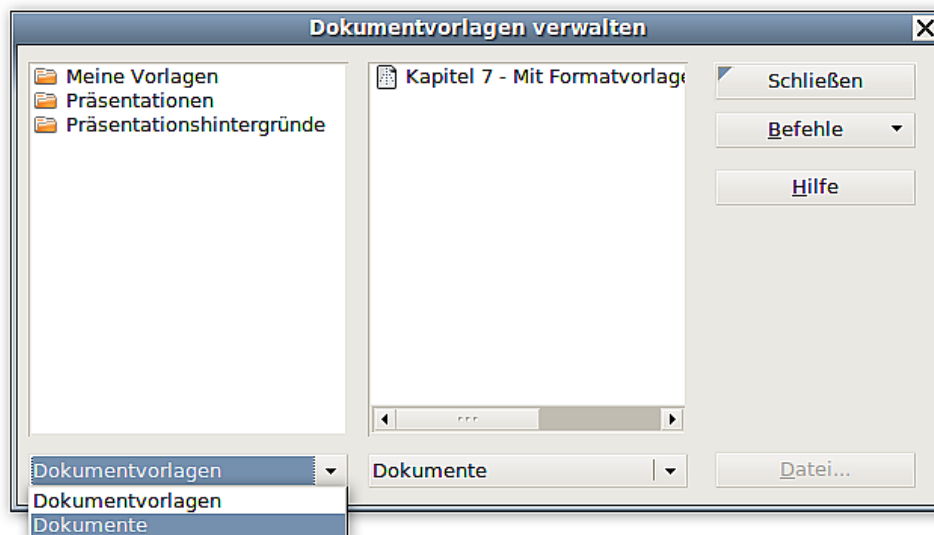 Dokumentvorlagen verwalten
Meine Vorlagen
Präsentationen
Präsentationshintergründe
Kapitel 7 - Mit Formatvorlage
Schließen
Befehle
Hilfe
Dokumentvorlagen
Dokumente
Datei...
Dokumentvorlagen
Dokumente